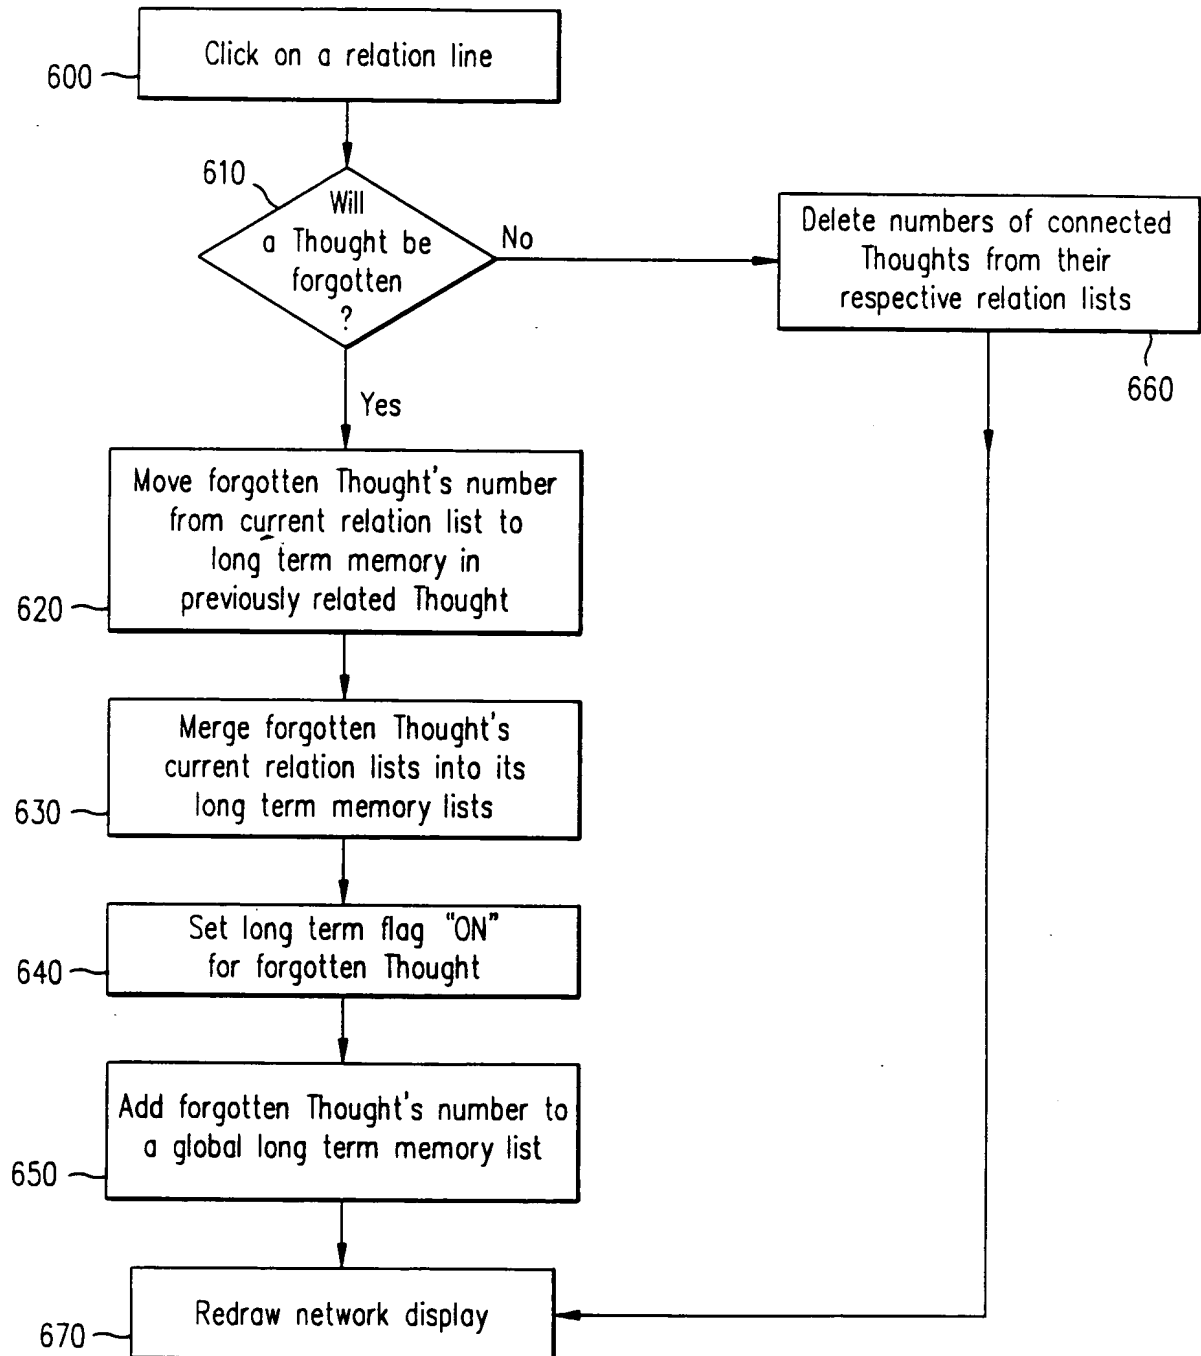 Click on a relation line
600
610
Will
a Thought be
forgotten
?
No
Delete numbers of connected
Thoughts from their
respective relation lists
660
Yes
Move forgotten Thought's number
from current relation list to
long term memory in
previously related Thought
620
Merge forgotten Thought's
current relation lists into its
long term memory lists
630
Set long term flag "ON"
for forgotten Thought
640
Add forgotten Thought's number to
a global long term memory list
650
Redraw network display
670